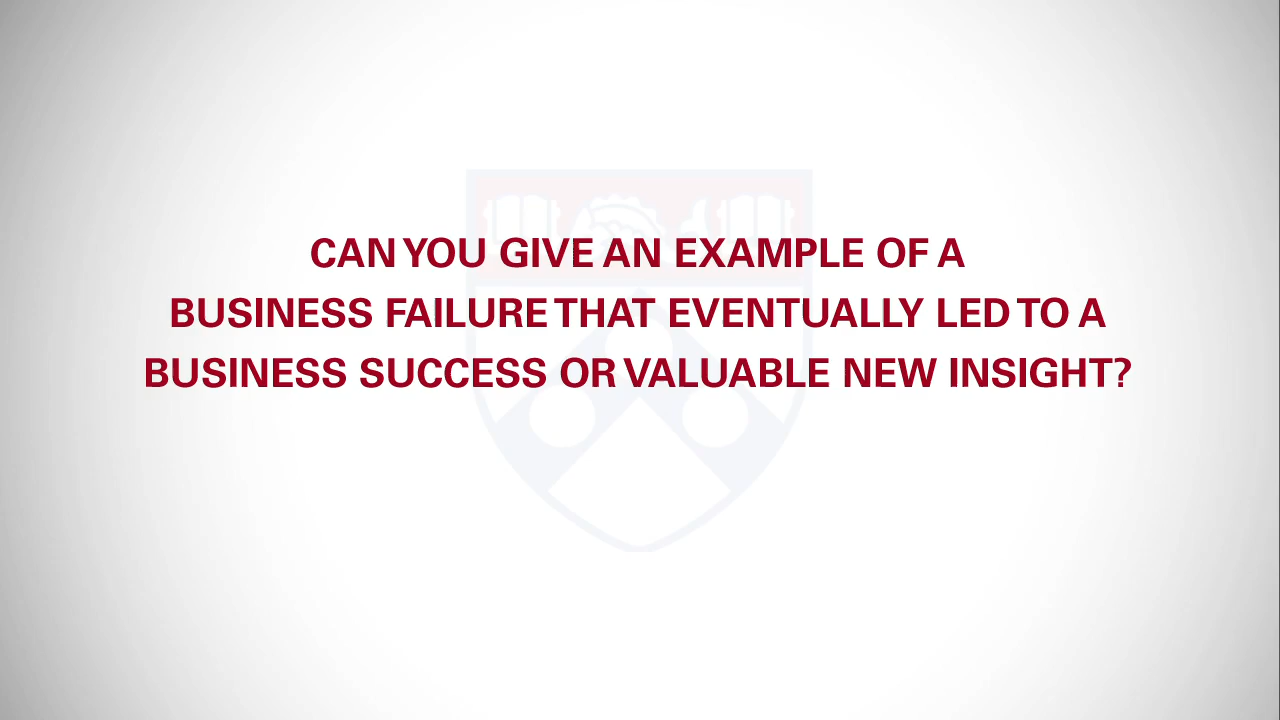 CAN YOU GIVE AN EXAMPLE OF A
BUSINESS FAILURE THAT EVENTUALLY LED TO A
BUSINESS SUCCESS OR VALUABLE NEW INSIGHT?